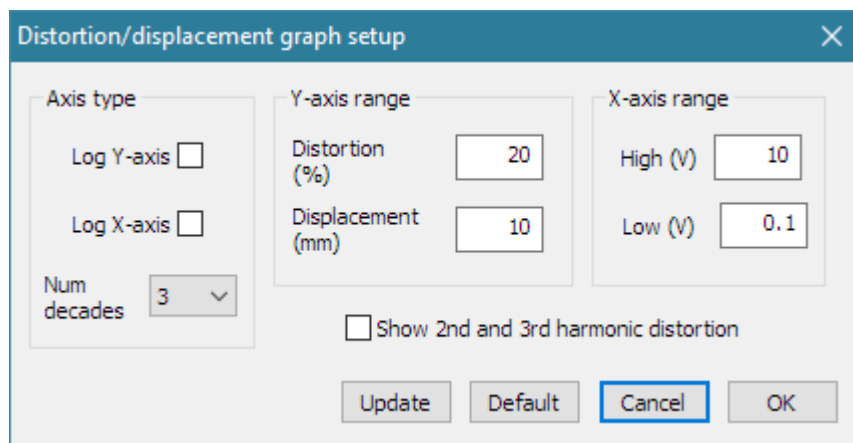 Distortion/displacement graph setup
Axis type
Log Y-axis
Log X-axis
Num
decades
3
Y-axis range
Distortion
(%)
20
Displacement
(mm)
10
X-axis range
High (V)
10
Low (V)
0.1
Show 2nd and 3rd harmonic distortion
Update
Default
Cancel
OK